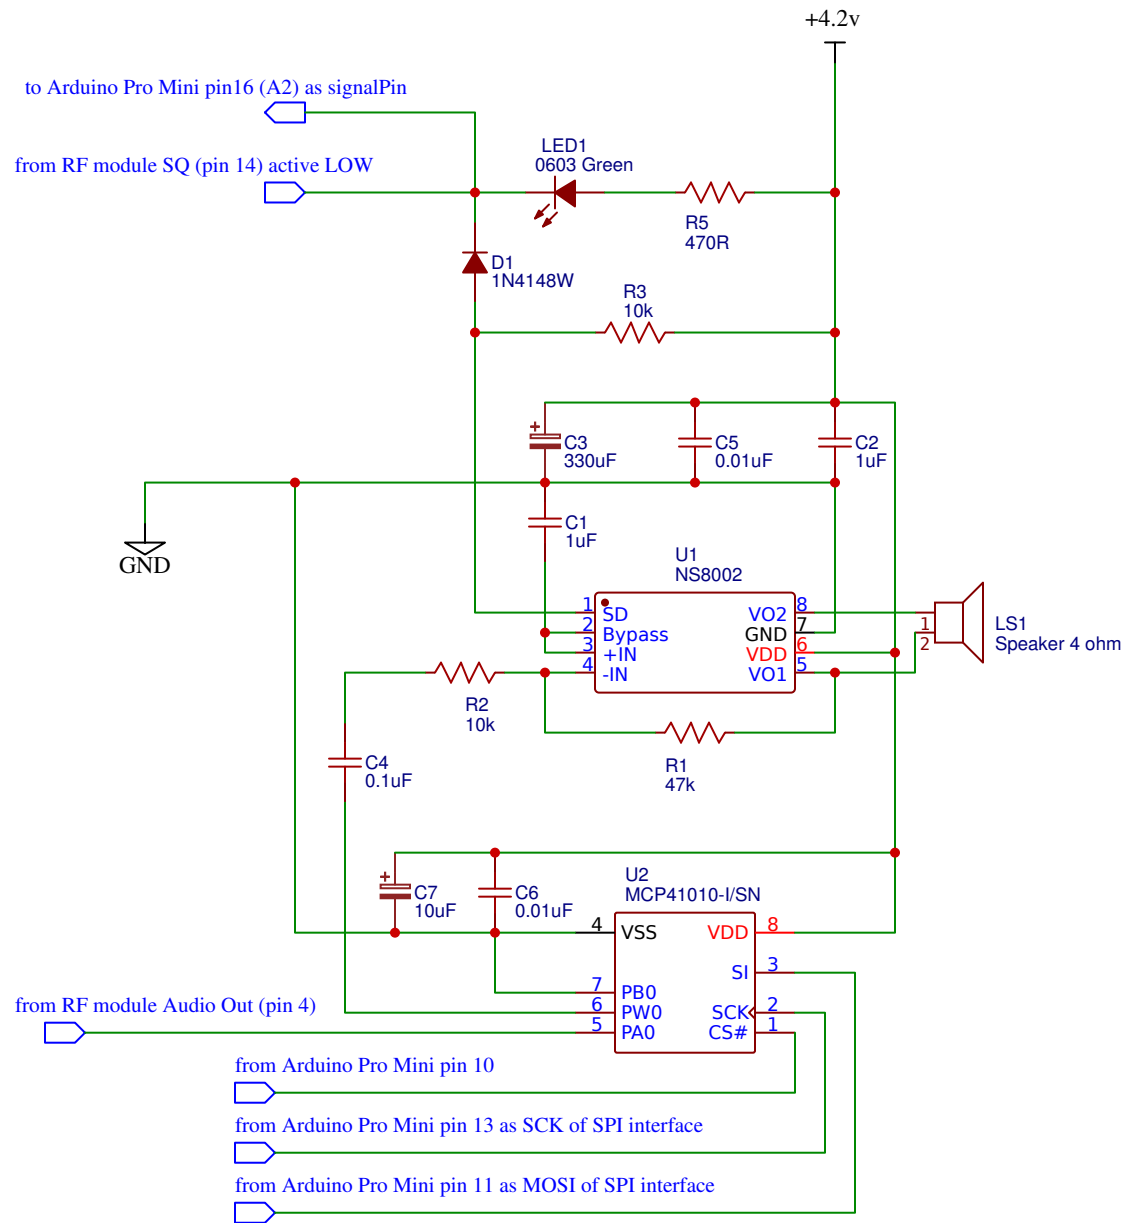 +4.2v
to Arduino Pro Mini pin16 (A2) as signalPin
LED1
0603 Green
from RF module SQ (pin 14) active LOW
R5
470R
D1
1N4148W
R3
10k
+
C3
330uF
C5
0.01uF
C2
1uF
C1
1uF
GND
U1
NS8002
1 SD
2 Bypass
3 +IN
4 -IN
VO2 8
GND 7
VDD 6
VO1 5
1
2
LS1
Speaker 4 ohm
R2
10k
R1
47k
C4
0.1uF
U2
MCP41010-I/SN
+
C7
10uF
C6
0.01uF
4 VSS
VDD 8
SI 3
7 PB0
6 PW0
5 PA0
SCK 2
CS# 1
from RF module Audio Out (pin 4)
from Arduino Pro Mini pin 10
from Arduino Pro Mini pin 13 as SCK of SPI interface
from Arduino Pro Mini pin 11 as MOSI of SPI interface